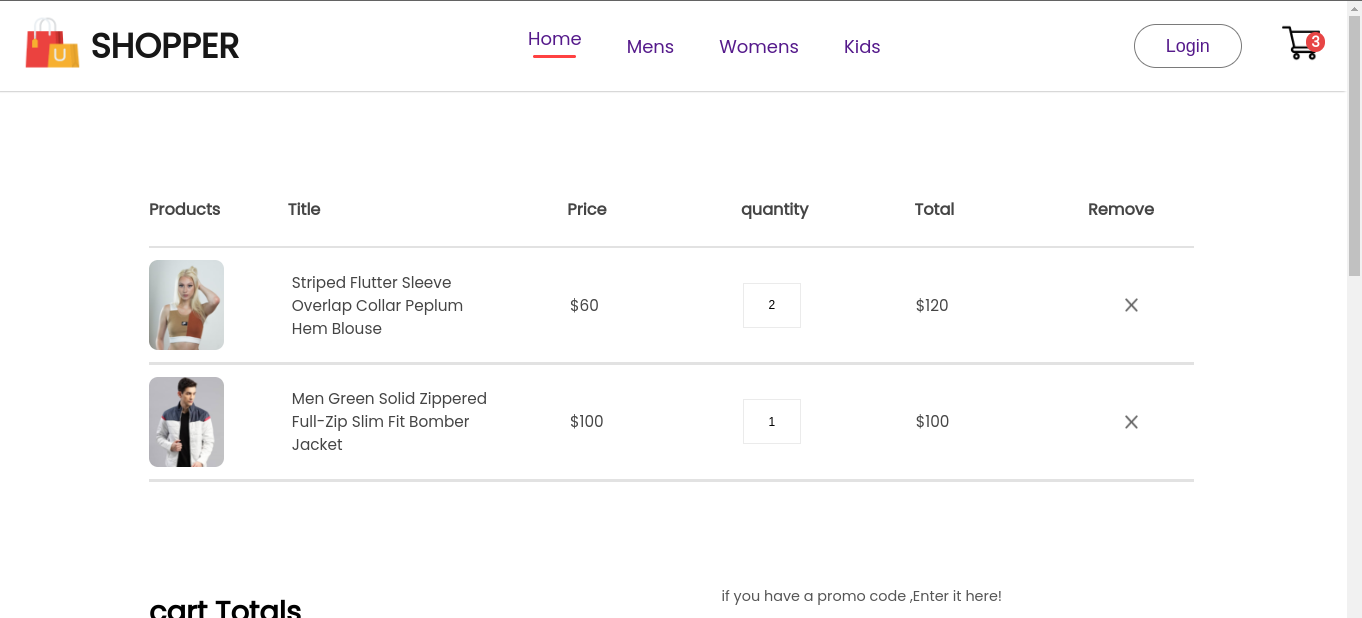 SHOPPER
Home
Mens
Womens
Kids
Login
3
U
Products
Title
Price
quantity
Total
Remove
Striped Flutter Sleeve
Overlap Collar Peplum
Hem Blouse
$60
2
$120
Men Green Solid Zippered
Full-Zip Slim Fit Bomber
Jacket
$100
1
$100
cart Totals
if you have a promo code ,Enter it here!